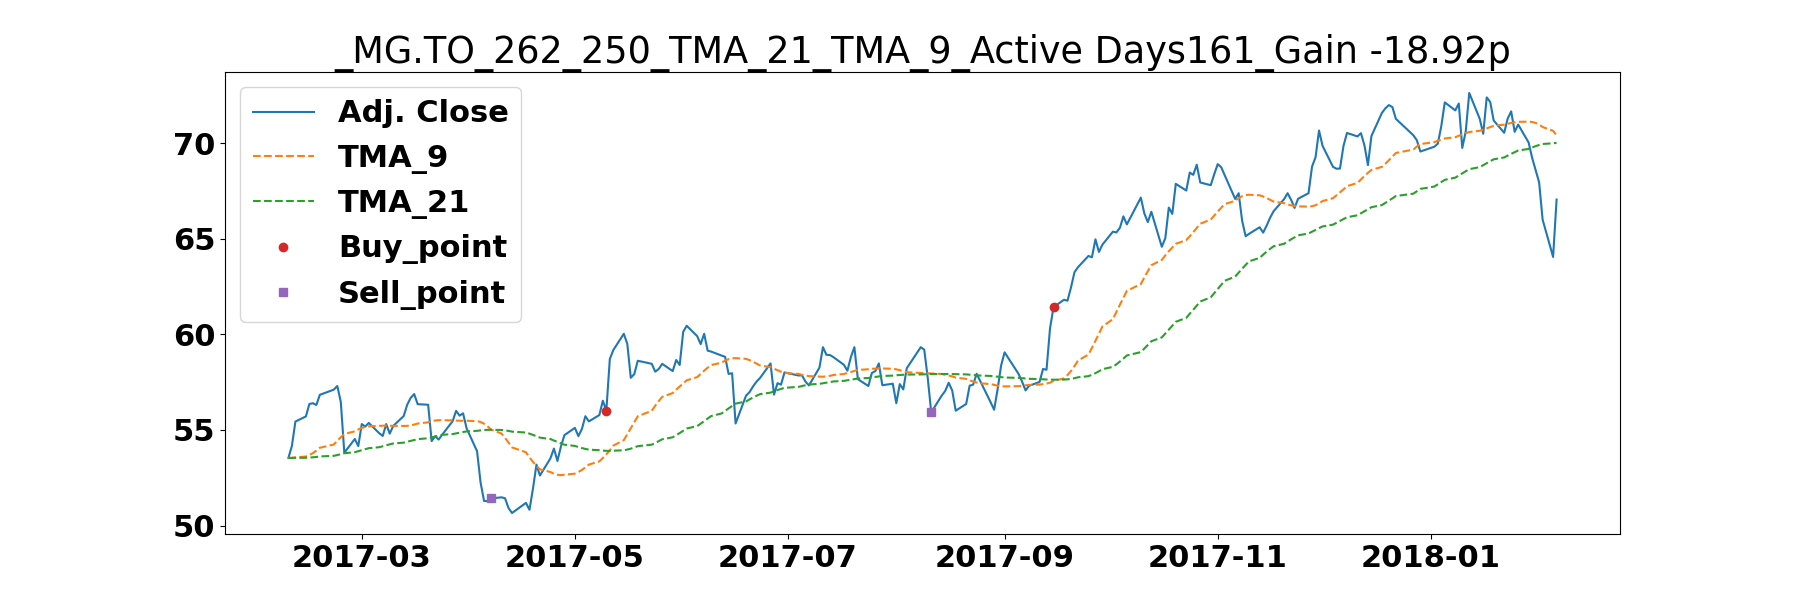 _MG.TO_262_250_TMA_21_TMA_9_Active Days161_Gain -18.92p
Adj. Close
TMA_9
TMA_21
Buy_point
Sell_point
70
65
60
55
50
2017-03 2017-05 2017-07 2017-09 2017-11 2018-01